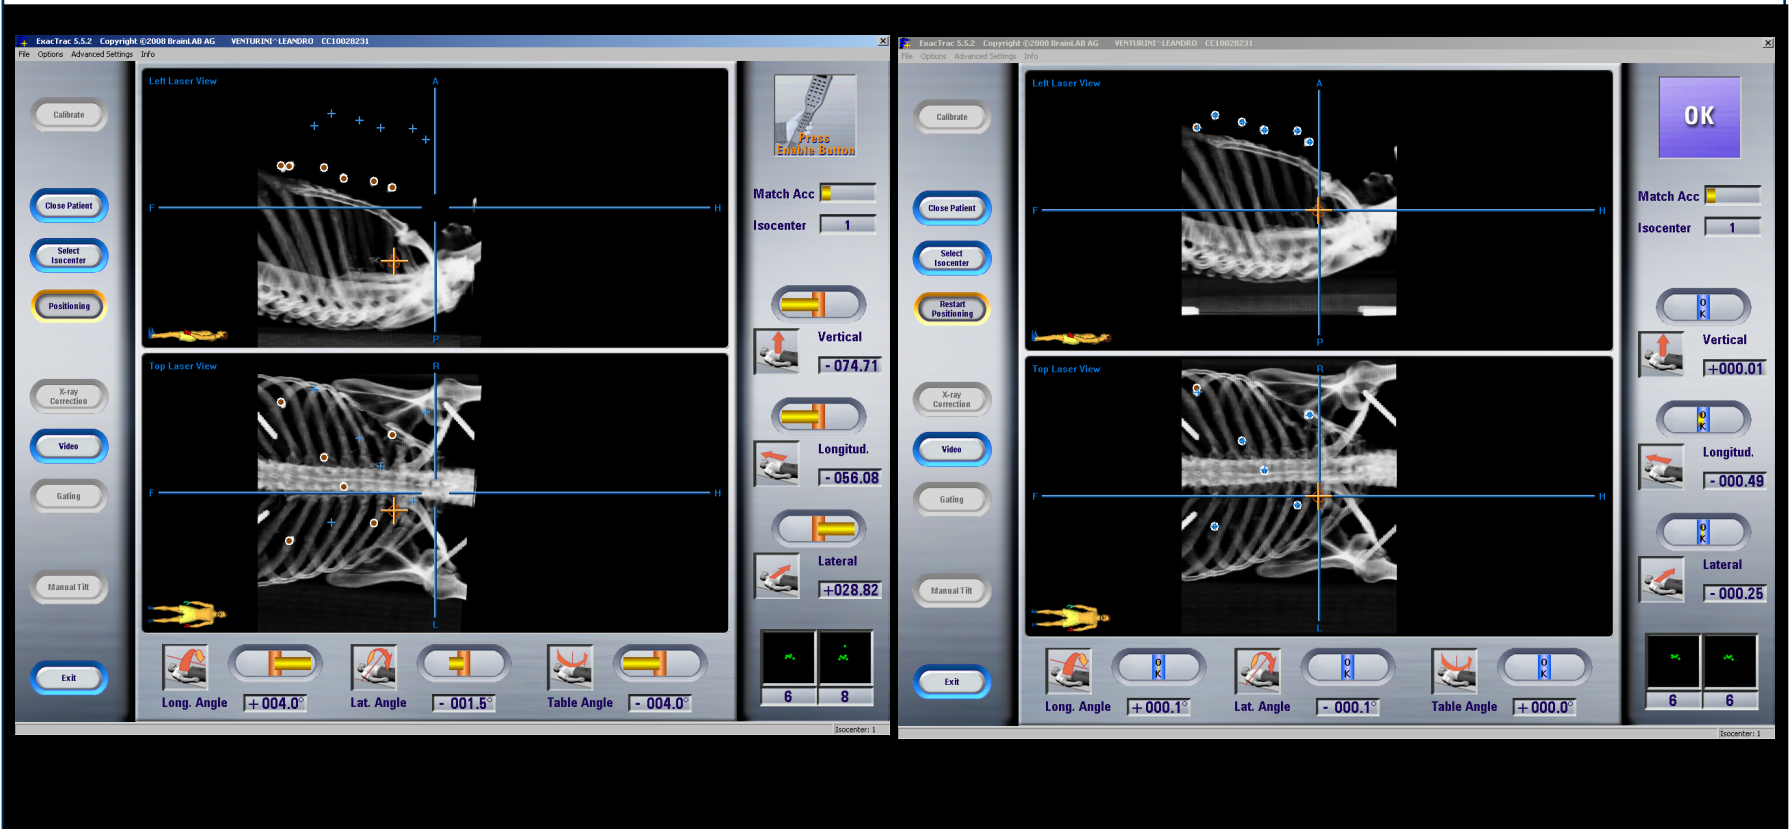 ExacTrac 5.5.2 Copyright ©2008 BrainLAB AG VENTURINI^LEANDRO CC10028231
File Options Advanced Settings Info
Calibrate
Close Patient
Select
Isocenter
Positioning
X-ray
Correction
Video
Gating
Manual Tilt
Exit
Left Laser View
A
F
H
P
Top Laser View
R
F
H
L
Press
Enable Button
Match Acc
Isocenter 1
Vertical
- 074.71
Longitud.
- 056.08
Lateral
+028.82
Long. Angle +004.0°
Lat. Angle - 001.5°
Table Angle - 004.0°
6 8
Isocenter: 1
ExacTrac 5.5.2 Copyright ©2008 BrainLAB AG VENTURINI^LEANDRO CC10028231
File Options Advanced Settings Info
Calibrate
Close Patient
Select
Isocenter
Restart
Positioning
X-ray
Correction
Video
Gating
Manual Tilt
Exit
Left Laser View
A
F
H
P
Top Laser View
R
F
H
L
OK
Match Acc
Isocenter 1
OK
Vertical
+000.01
OK
Longitud.
- 000.49
OK
Lateral
- 000.25
OK
Long. Angle +000.1°
OK
Lat. Angle - 000.1°
OK
Table Angle +000.0°
6 6
Isocenter: 1